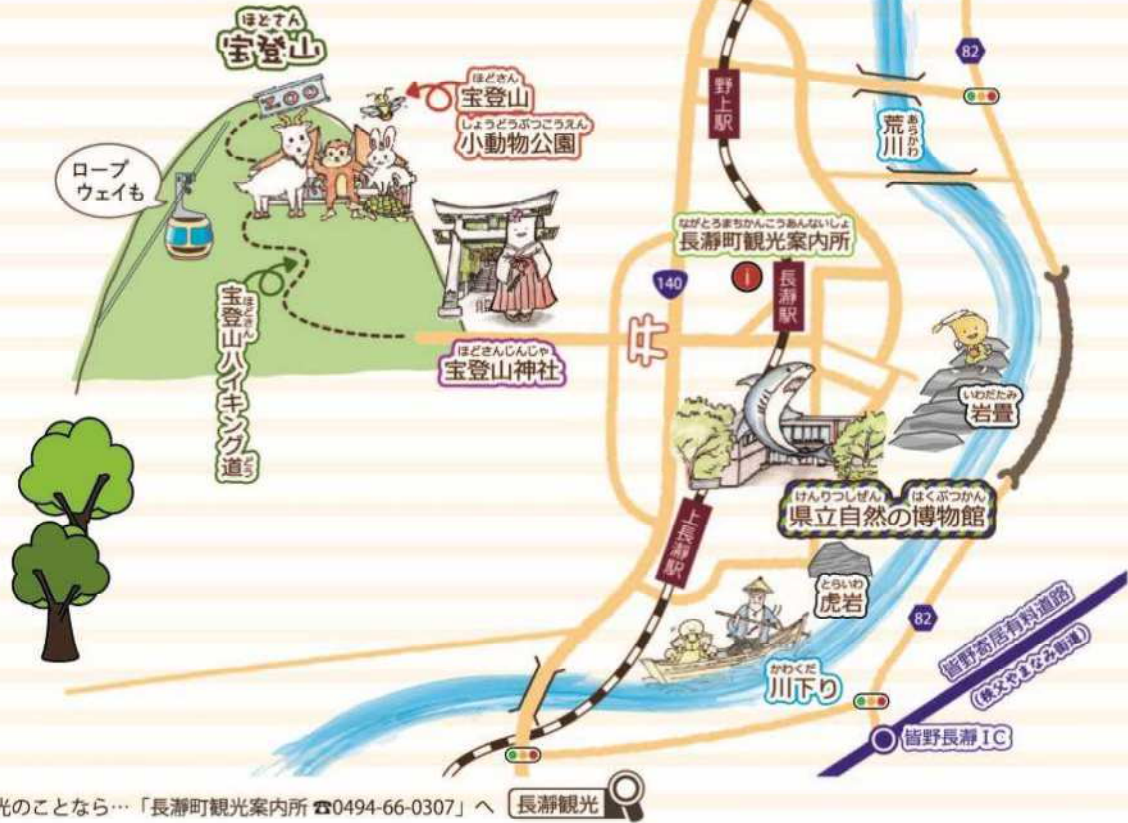 ほどさん
宝登山
ZOO
ほどさん
宝登山
しょうどうぶつこうえん
小動物公園
ロープ
ウェイも
ほどさん
宝登山ハイキング道
どう
ほどさんじんじゃ
宝登山神社
野上駅
82
あらかわ
荒川
ながとろまちかんこうあんないしょ
長瀞町観光案内所
i
長瀞駅
140
いわだたみ
岩畳
けんりつしぜん はくぶつかん
県立自然の博物館
上長瀞駅
とらいわ
虎岩
かわくだ
川下り
82
皆野寄居有料道路
(秩父やまなみ街道)
皆野長瀞IC
光のことなら…「長瀞町観光案内所 ☎0494-66-0307」へ 長瀞観光